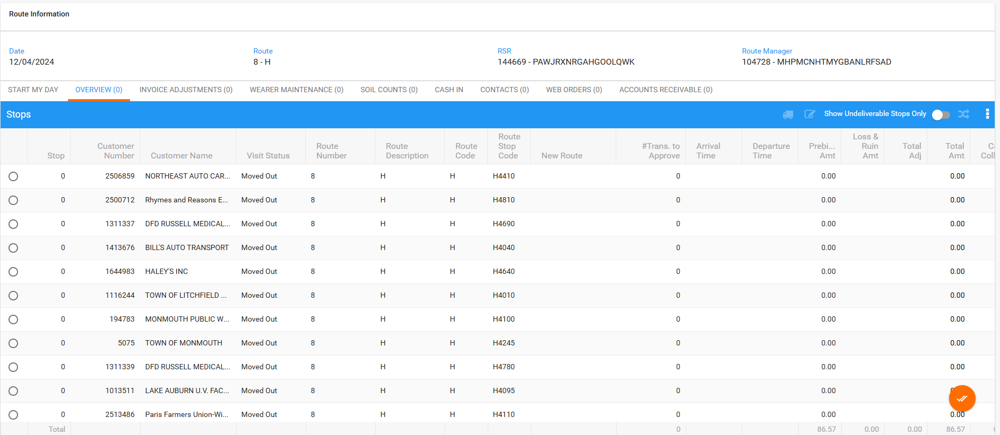 Route Information
Date Route RSR Route Manager
12/04/2024 8 - H 144669 - PAWJRXNRGAHGOOLQWK 104728 - MHPMCNHTMYGBANLRFSAD
START MY DAY OVERVIEW (0) INVOICE ADJUSTMENTS (0) WEARER MAINTENANCE (0) SOIL COUNTS (0) CASH IN CONTACTS (0) WEB ORDERS (0) ACCOUNTS RECEIVABLE (0)
Stops Show Undeliverable Stops Only
Stop Customer Number Customer Name Visit Status Route Number Route Description Route Code Route Stop Code New Route #Trans. to Approve Arrival Time Departure Time Prebi... Amt Loss & Ruin Amt Total Adj Total Amt Ca Coll
0 2506859 NORTHEAST AUTO CAR... Moved Out 8 H H H4410 0 0.00 0.00
0 2500712 Rhymes and Reasons E... Moved Out 8 H H H4810 0 0.00 0.00
0 1311337 DFD RUSSELL MEDICAL... Moved Out 8 H H H4690 0 0.00 0.00
0 1413676 BILL'S AUTO TRANSPORT Moved Out 8 H H H4040 0 0.00 0.00
0 1644983 HALEY'S INC Moved Out 8 H H H4640 0 0.00 0.00
0 1116244 TOWN OF LITCHFIELD ... Moved Out 8 H H H4010 0 0.00 0.00
0 194783 MONMOUTH PUBLIC W... Moved Out 8 H H H4100 0 0.00 0.00
0 5075 TOWN OF MONMOUTH Moved Out 8 H H H4245 0 0.00 0.00
0 1311339 DFD RUSSELL MEDICAL... Moved Out 8 H H H4780 0 0.00 0.00
0 1013511 LAKE AUBURN U.V. FAC... Moved Out 8 H H H4095 0 0.00
0 2513486 Paris Farmers Union-Wi... Moved Out 8 H H H4110 0 0.00 0.00
Total 0 86.57 0.00 0.00 86.57